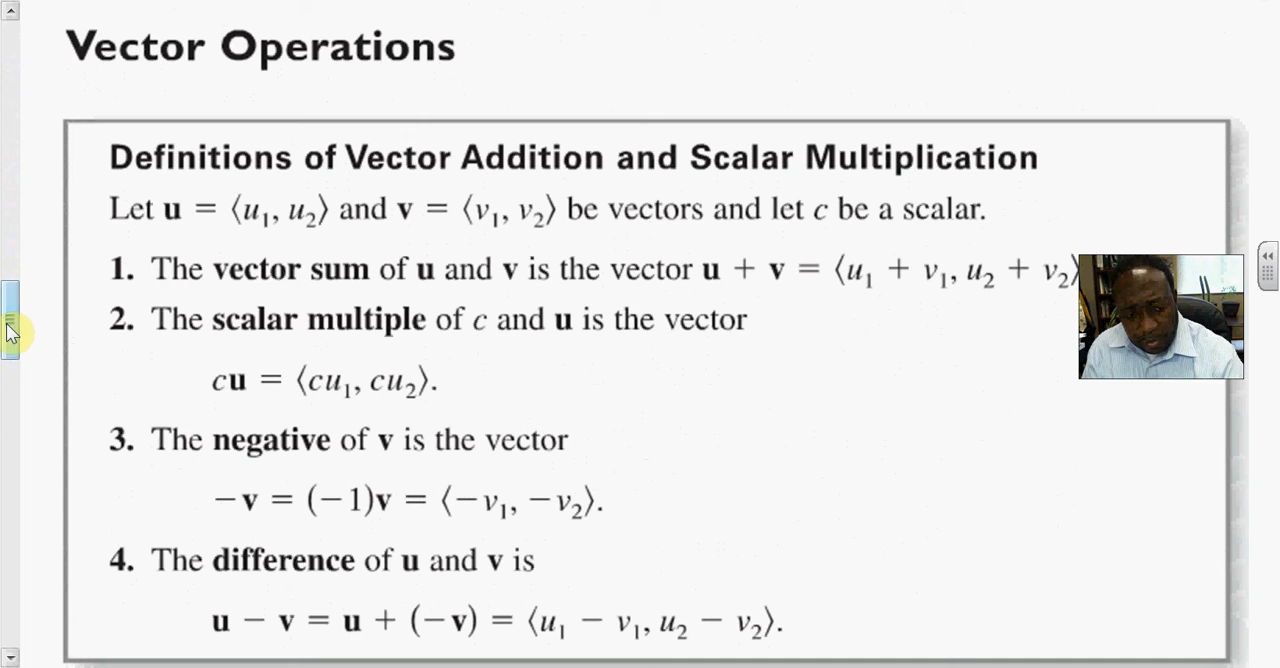 Vector Operations
Definitions of Vector Addition and Scalar Multiplication
Let u = ⟨u₁, u₂⟩ and v = ⟨v₁, v₂⟩ be vectors and let c be a scalar.
1. The vector sum of u and v is the vector u + v = ⟨u₁ + v₁, u₂ + v₂⟩
2. The scalar multiple of c and u is the vector
cu = ⟨cu₁, cu₂⟩.
3. The negative of v is the vector
−v = (−1)v = ⟨−v₁, −v₂⟩.
4. The difference of u and v is
u − v = u + (−v) = ⟨u₁ − v₁, u₂ − v₂⟩.